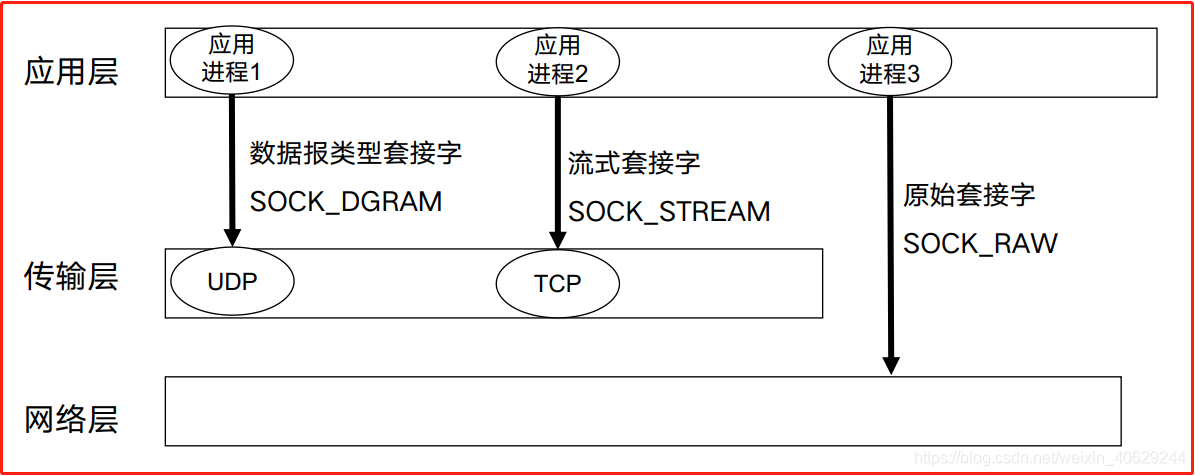 应用层
应用
进程1
应用
进程2
应用
进程3
数据报类型套接字
SOCK_DGRAM
流式套接字
SOCK_STREAM
原始套接字
SOCK_RAW
传输层
UDP
TCP
网络层
https://blog.csdn.net/weixin_40629244